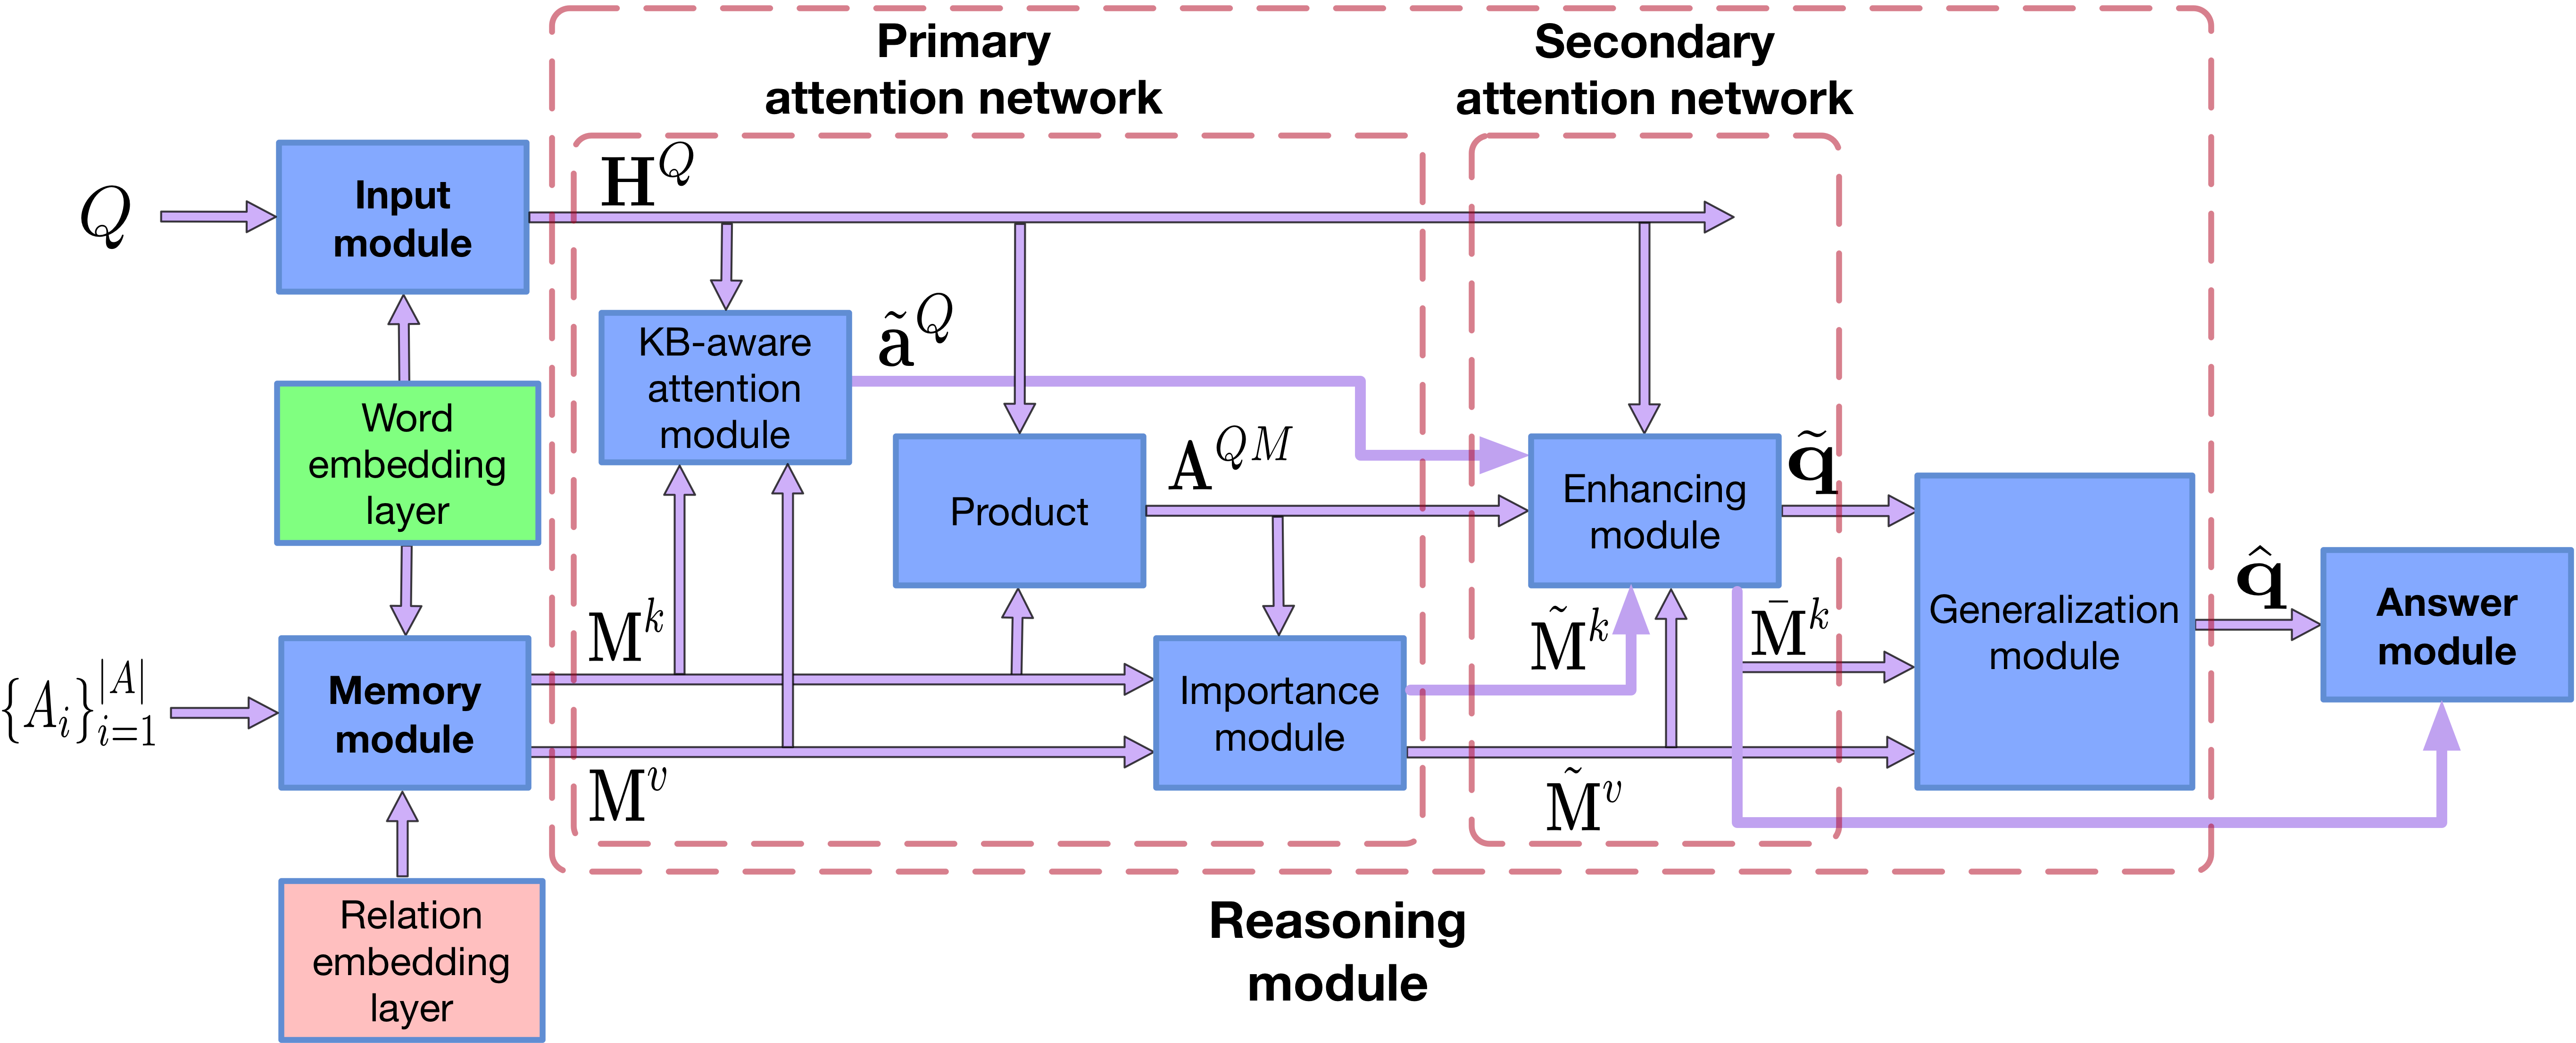 Primary
attention network
Secondary
attention network
H^Q
Q
Input
module
KB-aware
attention
module
ã^Q
Word
embedding
layer
Product
A^{QM}
Enhancing
module
q̃
Generalization
module
q̂
Answer
module
M^k
M̃^k
M̄^k
{A_i}_{i=1}^{|A|}
Memory
module
Importance
module
M^v
M̃^v
Relation
embedding
layer
Reasoning
module